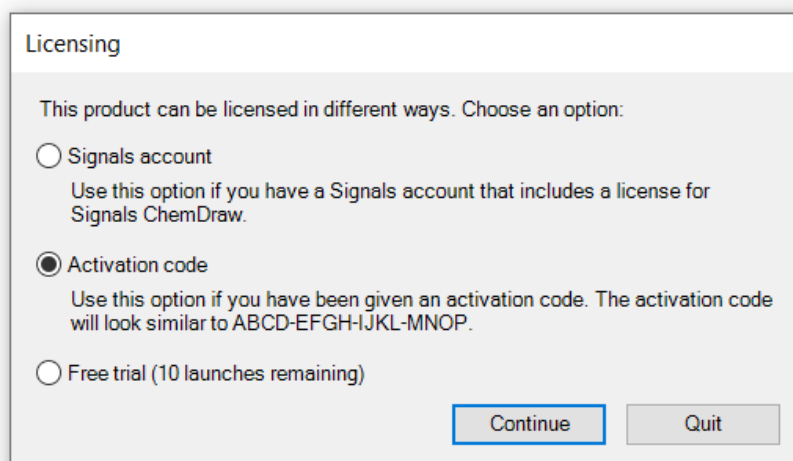 Licensing
This product can be licensed in different ways. Choose an option:
Signals account
Use this option if you have a Signals account that includes a license for
Signals ChemDraw.
Activation code
Use this option if you have been given an activation code. The activation code
will look similar to ABCD-EFGH-IJKL-MNOP.
Free trial (10 launches remaining)
Continue Quit